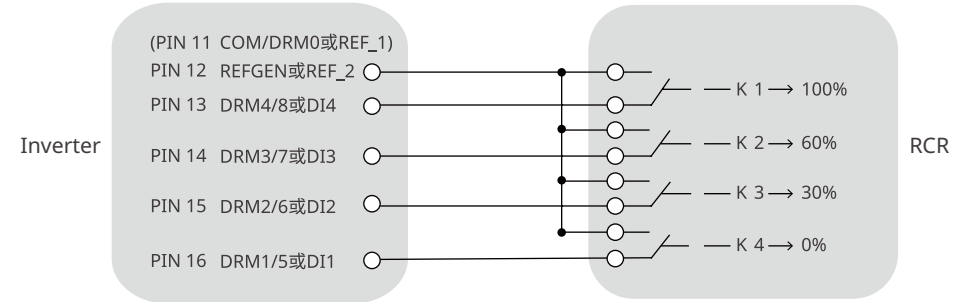 (PIN 11 COM/DRM0或REF_1)
PIN 12 REFGEN或REF_2
PIN 13 DRM4/8或DI4
PIN 14 DRM3/7或DI3
PIN 15 DRM2/6或DI2
PIN 16 DRM1/5或DI1
Inverter
K 1 → 100%
K 2 → 60%
K 3 → 30%
K 4 → 0%
RCR